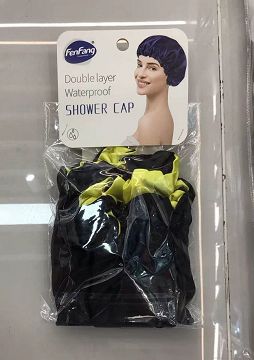 FenFang
Double layer
Waterproof
SHOWER CAP